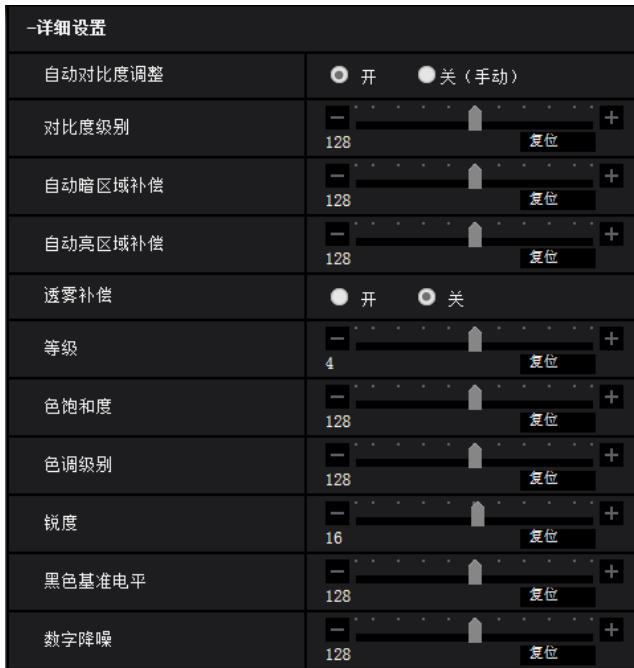 -详细设置
自动对比度调整 开 关（手动）
对比度级别 - +
128 复位
自动暗区域补偿 - +
128 复位
自动亮区域补偿 - +
128 复位
透雾补偿 开 关
等级 - +
4 复位
色饱和度 - +
128 复位
色调级别 - +
128 复位
锐度 - +
16 复位
黑色基准电平 - +
128 复位
数字降噪 - +
128 复位